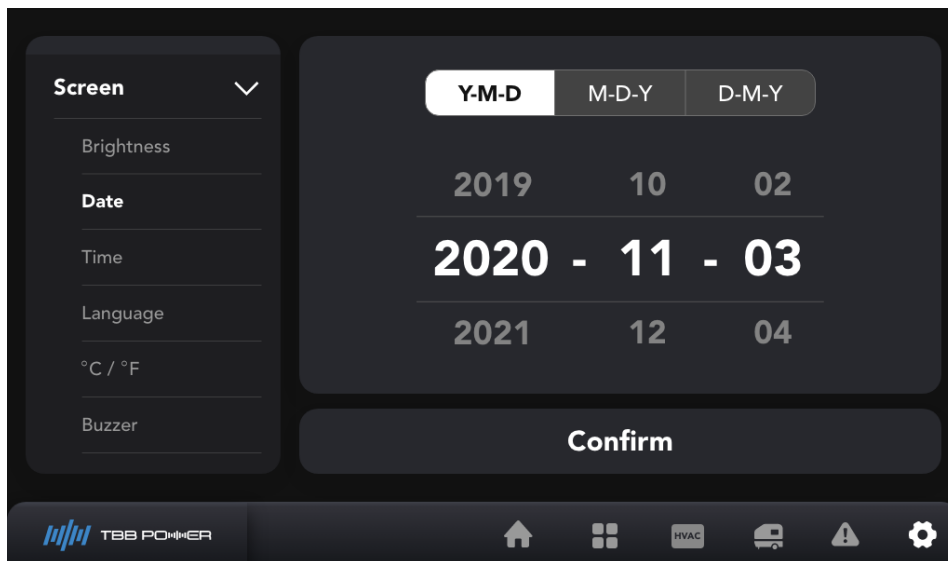 Screen
Brightness
Date
Time
Language
°C / °F
Buzzer
Y-M-D M-D-Y D-M-Y
2019 10 02
2020 - 11 - 03
2021 12 04
Confirm
TBB POWER
HVAC